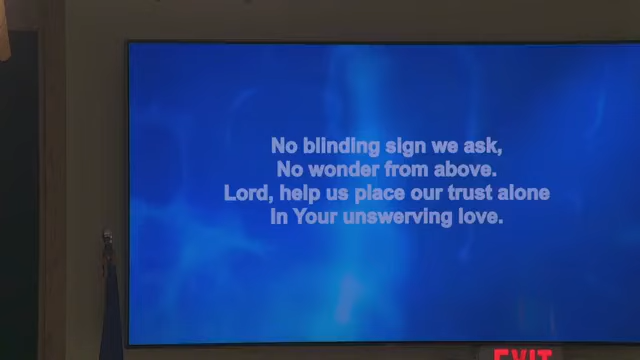 No blinding sign we ask,
No wonder from above.
Lord, help us place our trust alone
In Your unswerving love.
EXIT